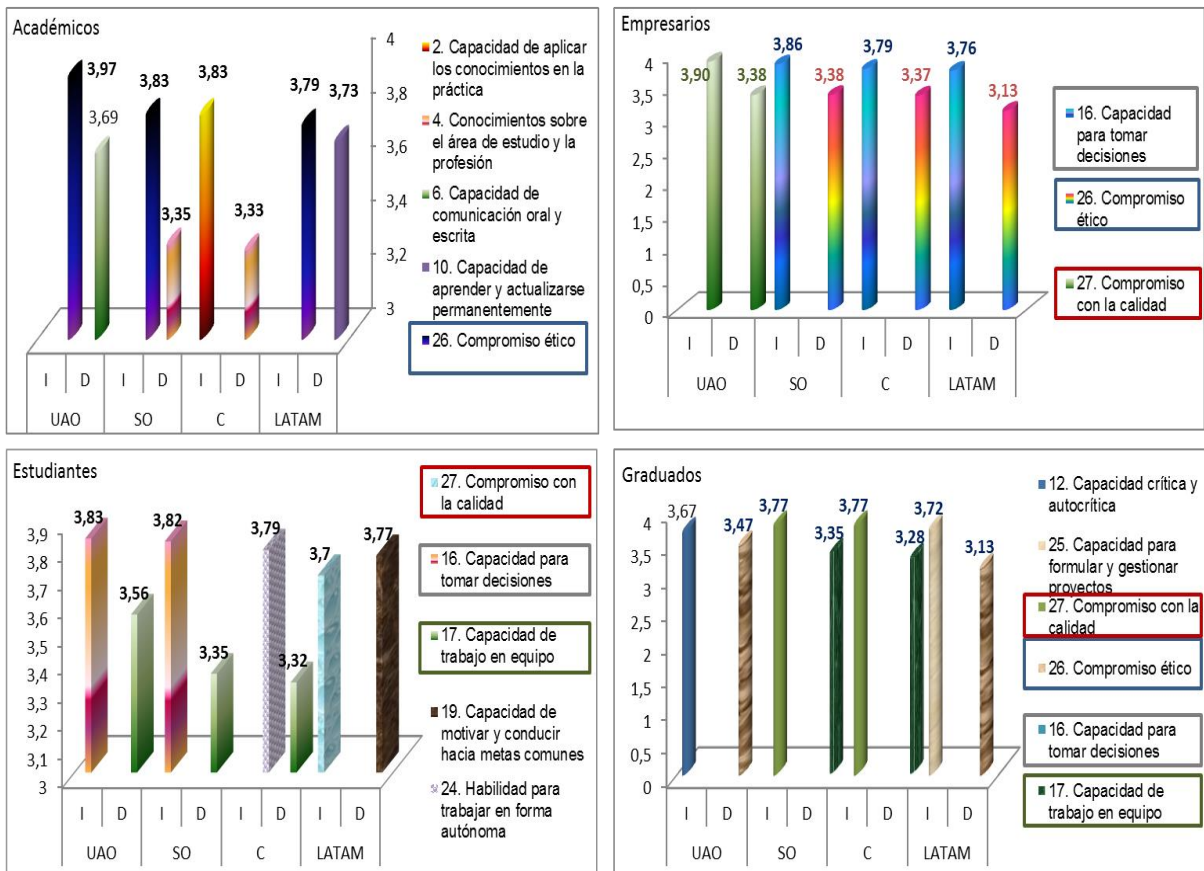 Académicos
3,97
3,83
3,83
3,79
3,73
3,69
3,35
3,33
4
3,8
3,6
3,4
3,2
3
I D I D I D I D
UAO SO C LATAM
2. Capacidad de aplicar
los conocimientos en la
práctica
4. Conocimientos sobre
el área de estudio y la
profesión
6. Capacidad de
comunicación oral y
escrita
10. Capacidad de
aprender y actualizarse
permanentemente
26. Compromiso ético
Empresarios
4
3,5
3
2,5
2
1,5
1
0,5
0
3,90 3,38 3,86 3,38 3,79 3,37 3,76 3,13
I D I D I D I D
UAO SO C LATAM
16. Capacidad
para tomar
decisiones
26. Compromiso
ético
27. Compromiso
con la calidad
Estudiantes
3,9
3,8
3,7
3,6
3,5
3,4
3,3
3,2
3,1
3
3,83 3,56 3,82 3,35 3,79 3,32 3,7 3,77
I D I D I D I D
UAO SO C LATAM
27. Compromiso con
la calidad
16. Capacidad para
tomar decisiones
17. Capacidad de
trabajo en equipo
19. Capacidad de
motivar y conducir
hacia metas comunes
24. Habilidad para
trabajar en forma
autónoma
Graduados
4
3,5
3
2,5
2
1,5
1
0,5
0
3,67 3,47 3,77 3,35 3,77 3,28 3,72 3,13
I D I D I D I D
UAO SO C LATAM
12. Capacidad crítica y
autocrítica
25. Capacidad para
formular y gestionar
proyectos
27. Compromiso con la
calidad
26. Compromiso ético
16. Capacidad para
tomar decisiones
17. Capacidad de
trabajo en equipo